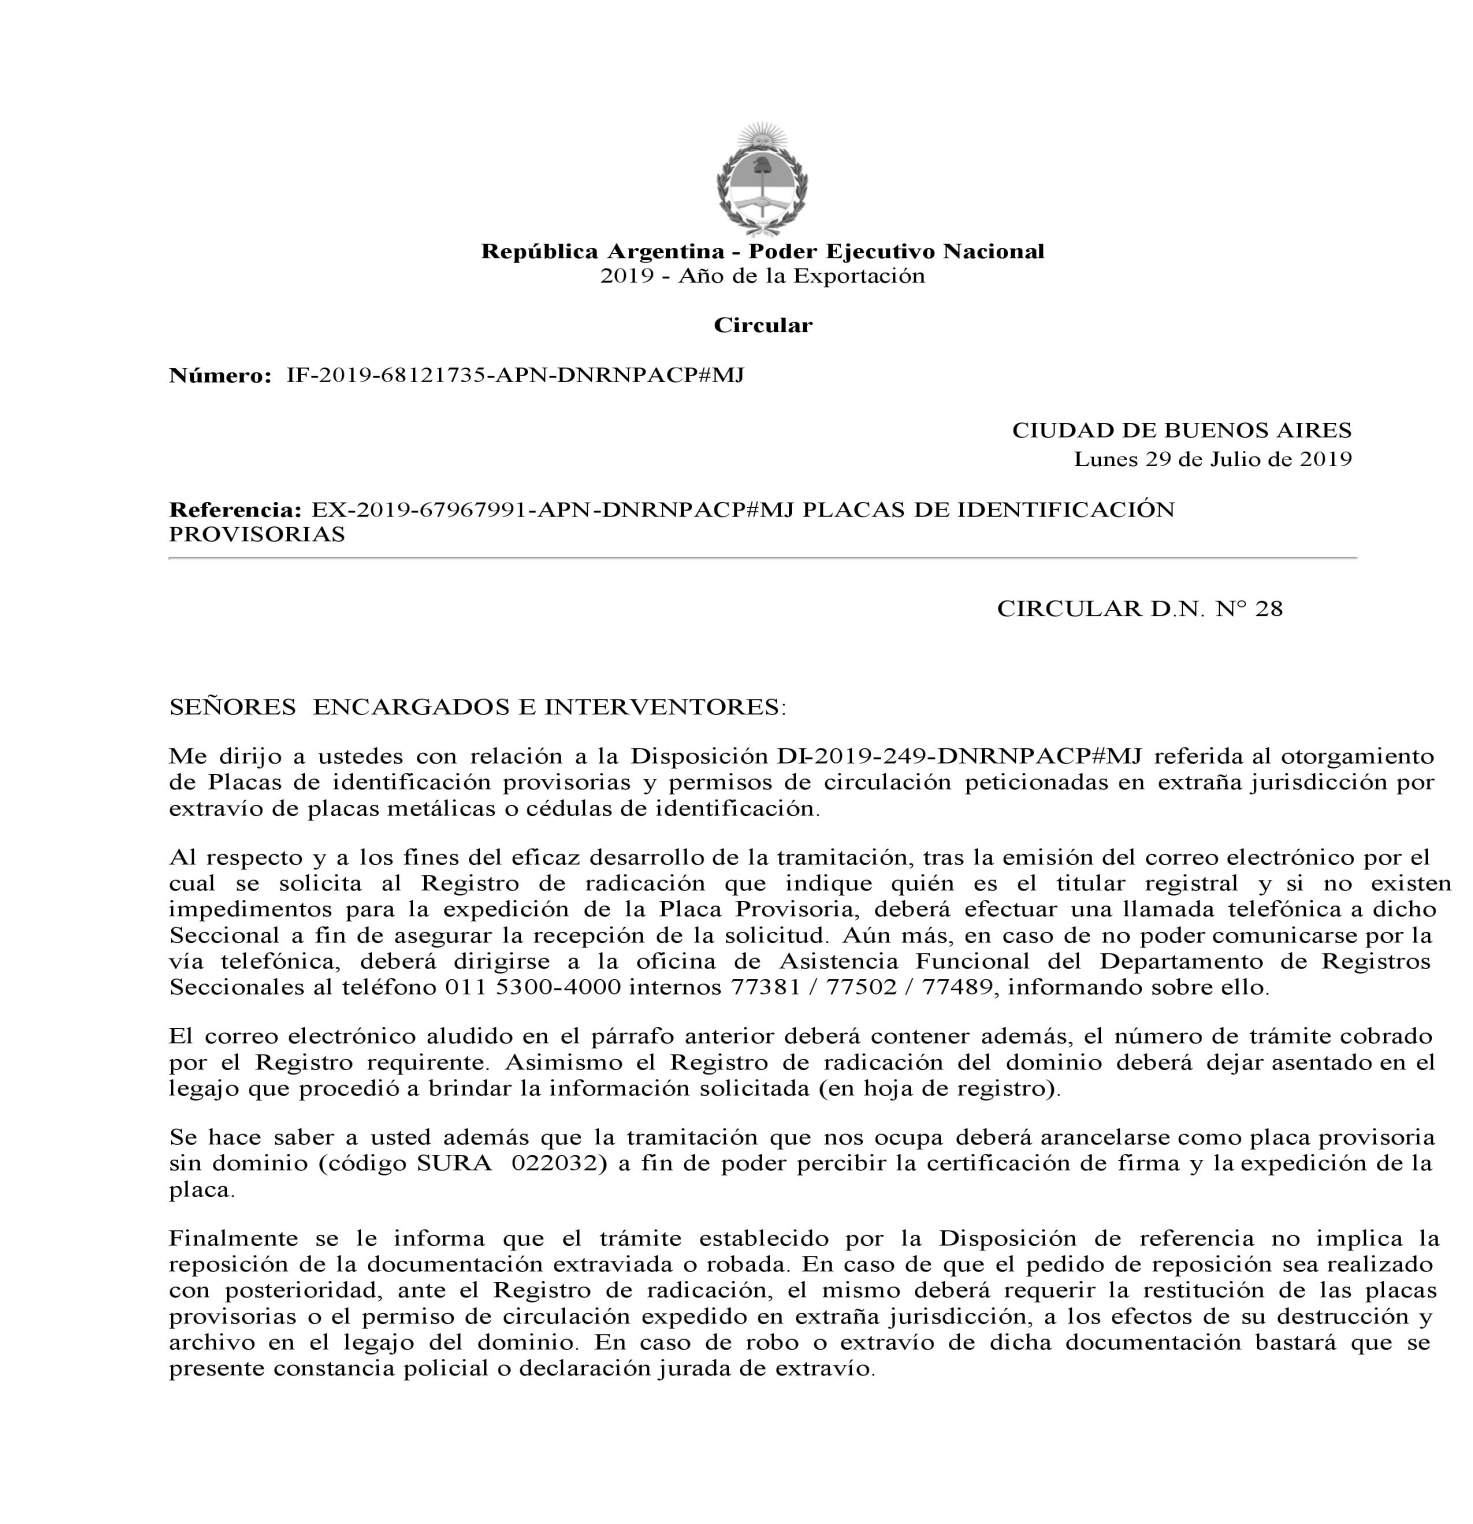 República Argentina - Poder Ejecutivo Nacional
2019 - Año de la Exportación
Circular
Número: IF-2019-68121735-APN-DNRNPACP#MJ
CIUDAD DE BUENOS AIRES
Lunes 29 de Julio de 2019
Referencia: EX-2019-67967991-APN-DNRNPACP#MJ PLACAS DE IDENTIFICACIÓN
PROVISORIAS
CIRCULAR D.N. N° 28
SEÑORES ENCARGADOS E INTERVENTORES:
Me dirijo a ustedes con relación a la Disposición DI-2019-249-DNRNPACP#MJ referida al otorgamiento
de Placas de identificación provisorias y permisos de circulación peticionadas en extraña jurisdicción por
extravío de placas metálicas o cédulas de identificación.
Al respecto y a los fines del eficaz desarrollo de la tramitación, tras la emisión del correo electrónico por el
cual se solicita al Registro de radicación que indique quién es el titular registral y si no existen
impedimentos para la expedición de la Placa Provisoria, deberá efectuar una llamada telefónica a dicho
Seccional a fin de asegurar la recepción de la solicitud. Aún más, en caso de no poder comunicarse por la
vía telefónica, deberá dirigirse a la oficina de Asistencia Funcional del Departamento de Registros
Seccionales al teléfono 011 5300-4000 internos 77381 / 77502 / 77489, informando sobre ello.
El correo electrónico aludido en el párrafo anterior deberá contener además, el número de trámite cobrado
por el Registro requirente. Asimismo el Registro de radicación del dominio deberá dejar asentado en el
legajo que procedió a brindar la información solicitada (en hoja de registro).
Se hace saber a usted además que la tramitación que nos ocupa deberá arancelarse como placa provisoria
sin dominio (código SURA 022032) a fin de poder percibir la certificación de firma y la expedición de la
placa.
Finalmente se le informa que el trámite establecido por la Disposición de referencia no implica la
reposición de la documentación extraviada o robada. En caso de que el pedido de reposición sea realizado
con posterioridad, ante el Registro de radicación, el mismo deberá requerir la restitución de las placas
provisorias o el permiso de circulación expedido en extraña jurisdicción, a los efectos de su destrucción y
archivo en el legajo del dominio. En caso de robo o extravío de dicha documentación bastará que se
presente constancia policial o declaración jurada de extravío.